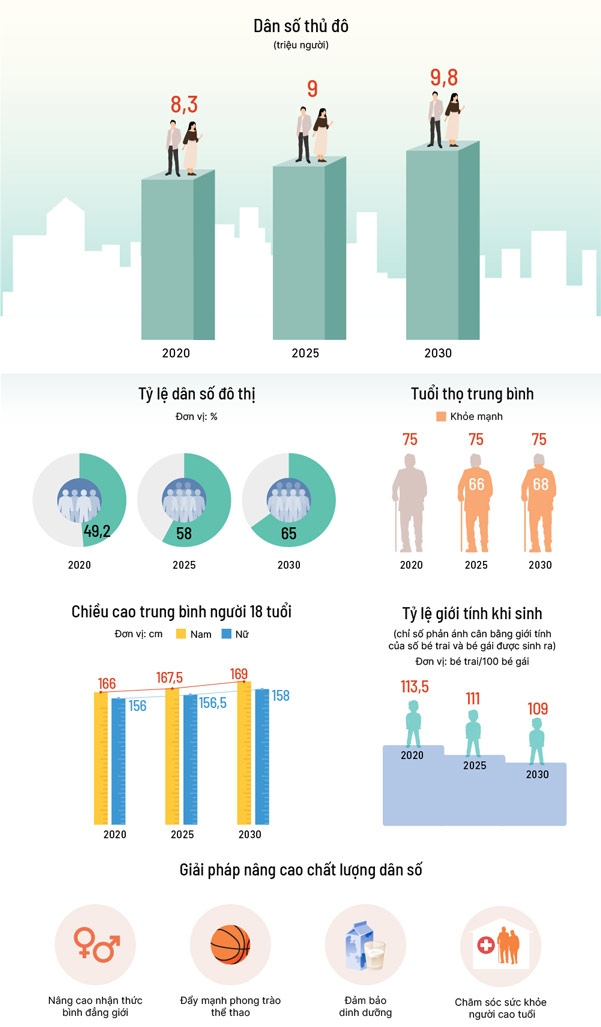 Dân số thủ đô
(triệu người)
8,3
9
9,8
2020
2025
2030
Tỷ lệ dân số đô thị
Đơn vị: %
49,2
58
65
2020
2025
2030
Tuổi thọ trung bình
Khỏe mạnh
75
75
75
66
68
2020
2025
2030
Chiều cao trung bình người 18 tuổi
Đơn vị: cm
Nam
Nữ
166
156
167,5
156,5
169
158
2020
2025
2030
Tỷ lệ giới tính khi sinh
(chỉ số phản ánh cân bằng giới tính
của số bé trai và bé gái được sinh ra)
Đơn vị: bé trai/100 bé gái
113,5
111
109
2020
2025
2030
Giải pháp nâng cao chất lượng dân số
Nâng cao nhận thức
bình đẳng giới
Đẩy mạnh phong trào
thể thao
Đảm bảo
dinh dưỡng
Chăm sóc sức khỏe
người cao tuổi